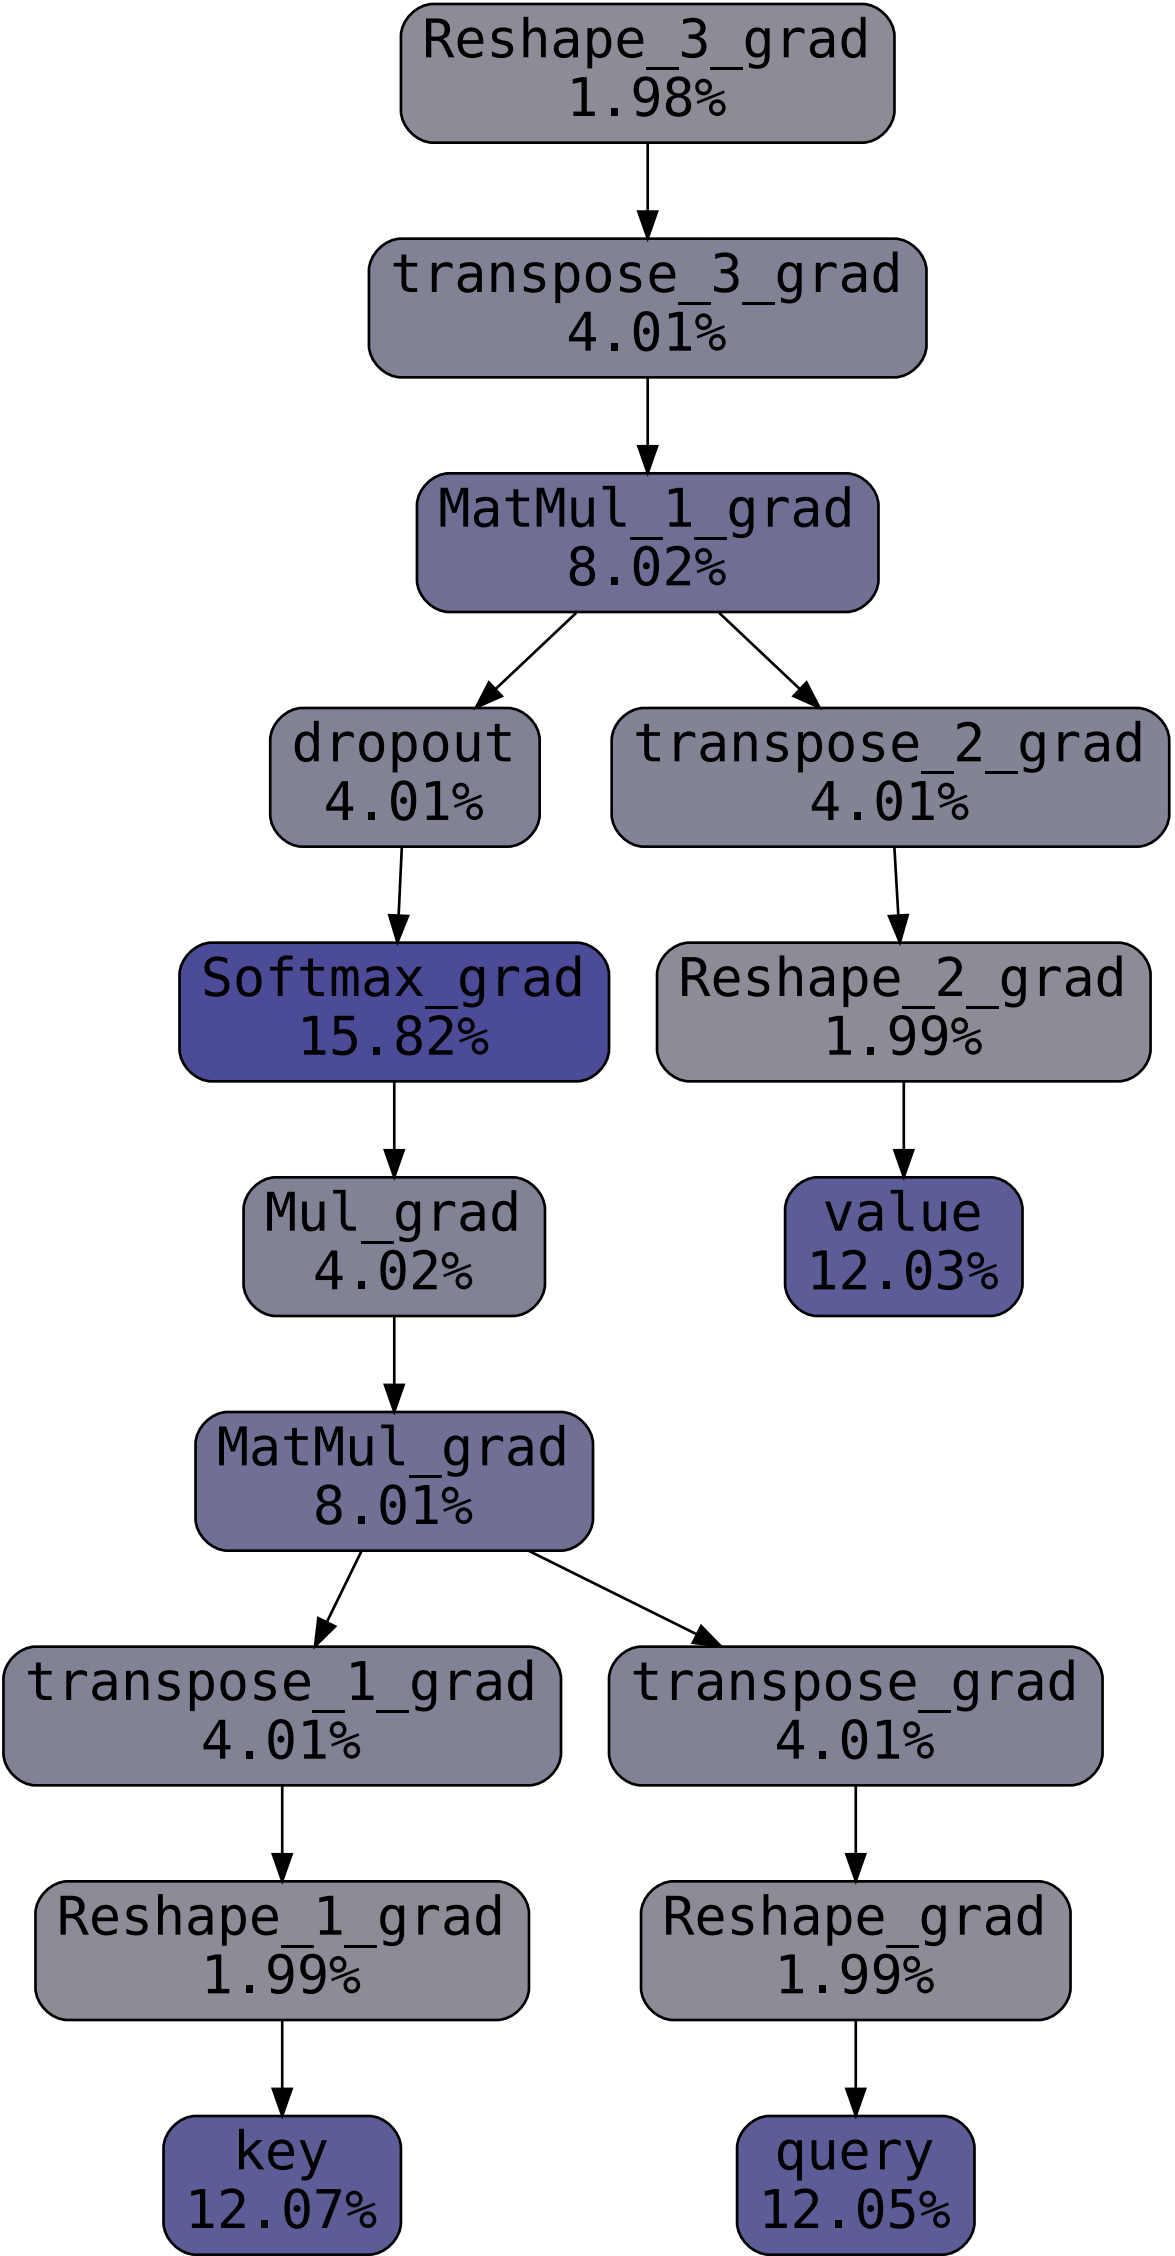 Reshape_3_grad
1.98%
transpose_3_grad
4.01%
MatMul_1_grad
8.02%
dropout
4.01%
transpose_2_grad
4.01%
Softmax_grad
15.82%
Reshape_2_grad
1.99%
Mul_grad
4.02%
value
12.03%
MatMul_grad
8.01%
transpose_1_grad
4.01%
transpose_grad
4.01%
Reshape_1_grad
1.99%
Reshape_grad
1.99%
key
12.07%
query
12.05%